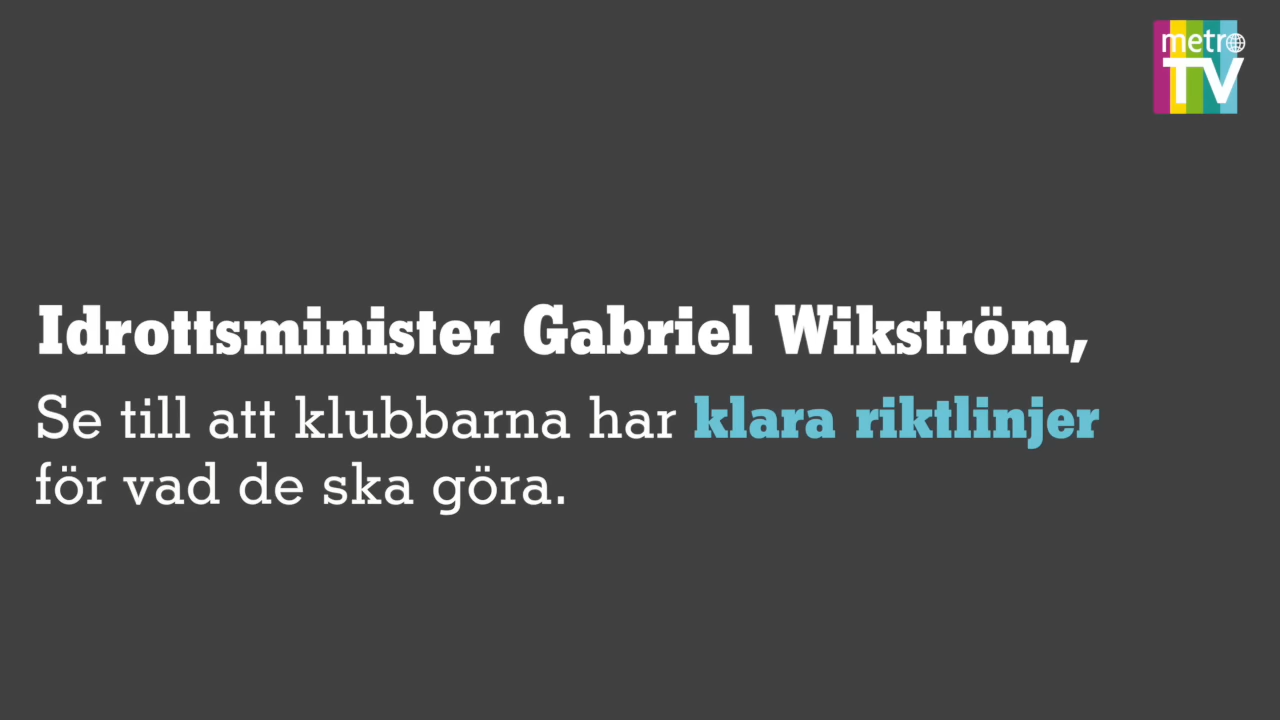 metro
TV
Idrottsminister Gabriel Wikström,
Se till att klubbarna har klara riktlinjer
för vad de ska göra.